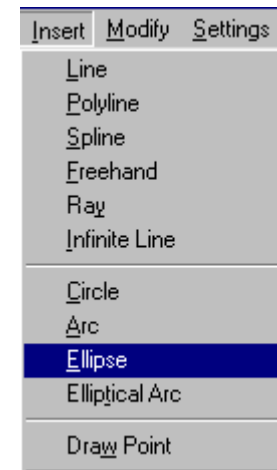 Insert Modify Settings
Line
Polyline
Spline
Freehand
Ray
Infinite Line
Circle
Arc
Ellipse
Elliptical Arc
Draw Point